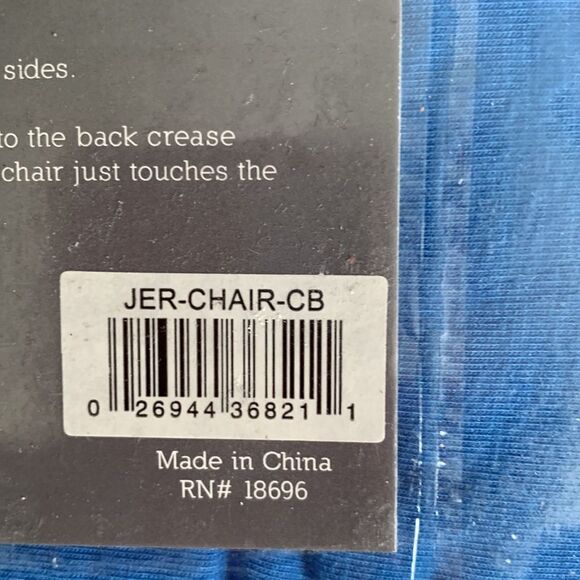 sides.
to the back crease
chair just touches the
JER-CHAIR-CB
0 26944 36821 1
Made in China
RN# 18696